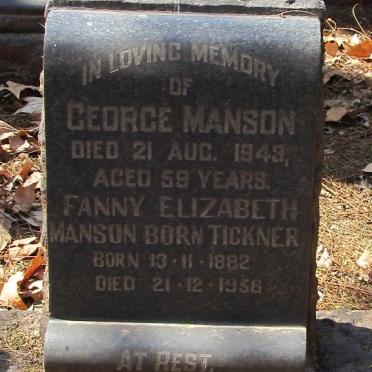 IN LOVING MEMORY
OF
GEORGE MANSON
DIED 21 AUG. 1943,
AGED 59 YEARS.
FANNY ELIZABETH
MANSON BORN TICKNER
BORN 13-11-1882
DIED 21-12-1956
AT REST.